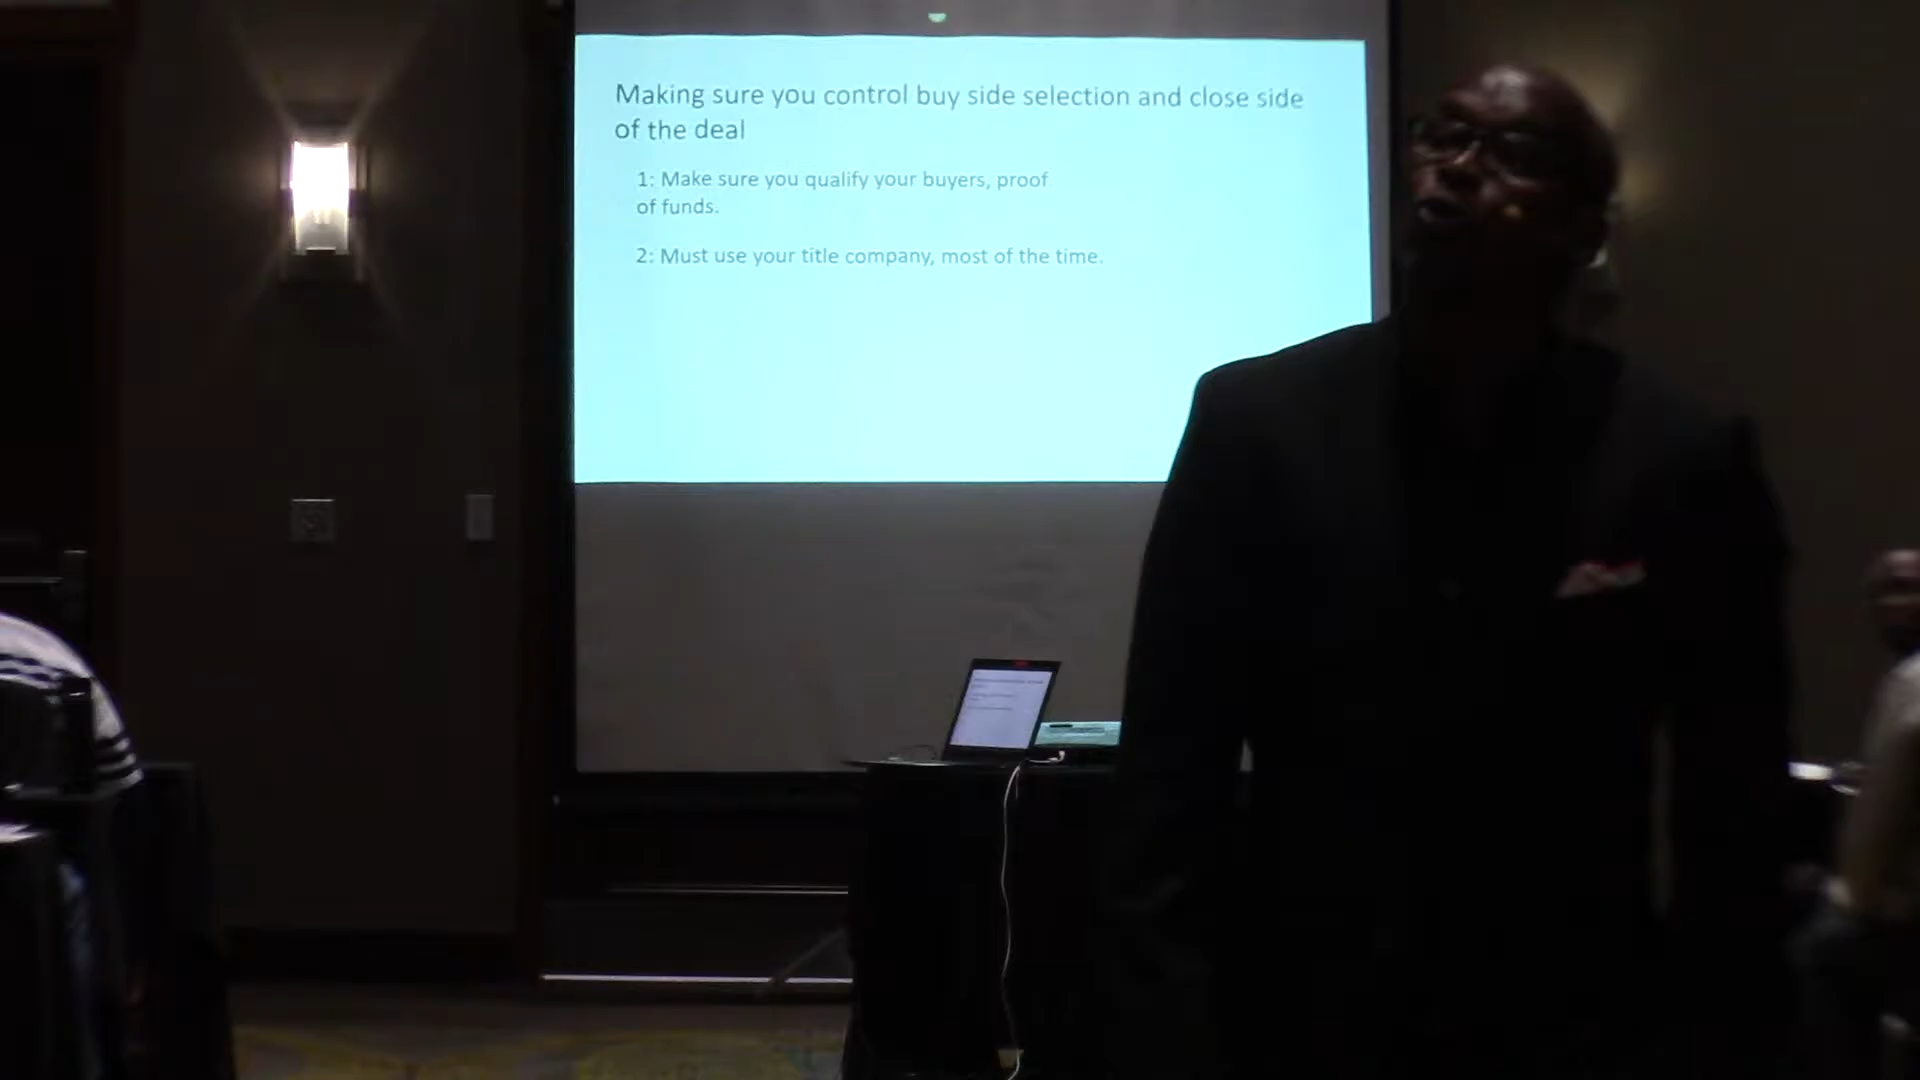 Making sure you control buy side selection and close side
of the deal
1: Make sure you qualify your buyers, proof
of funds.
2: Must use your title company, most of the time.